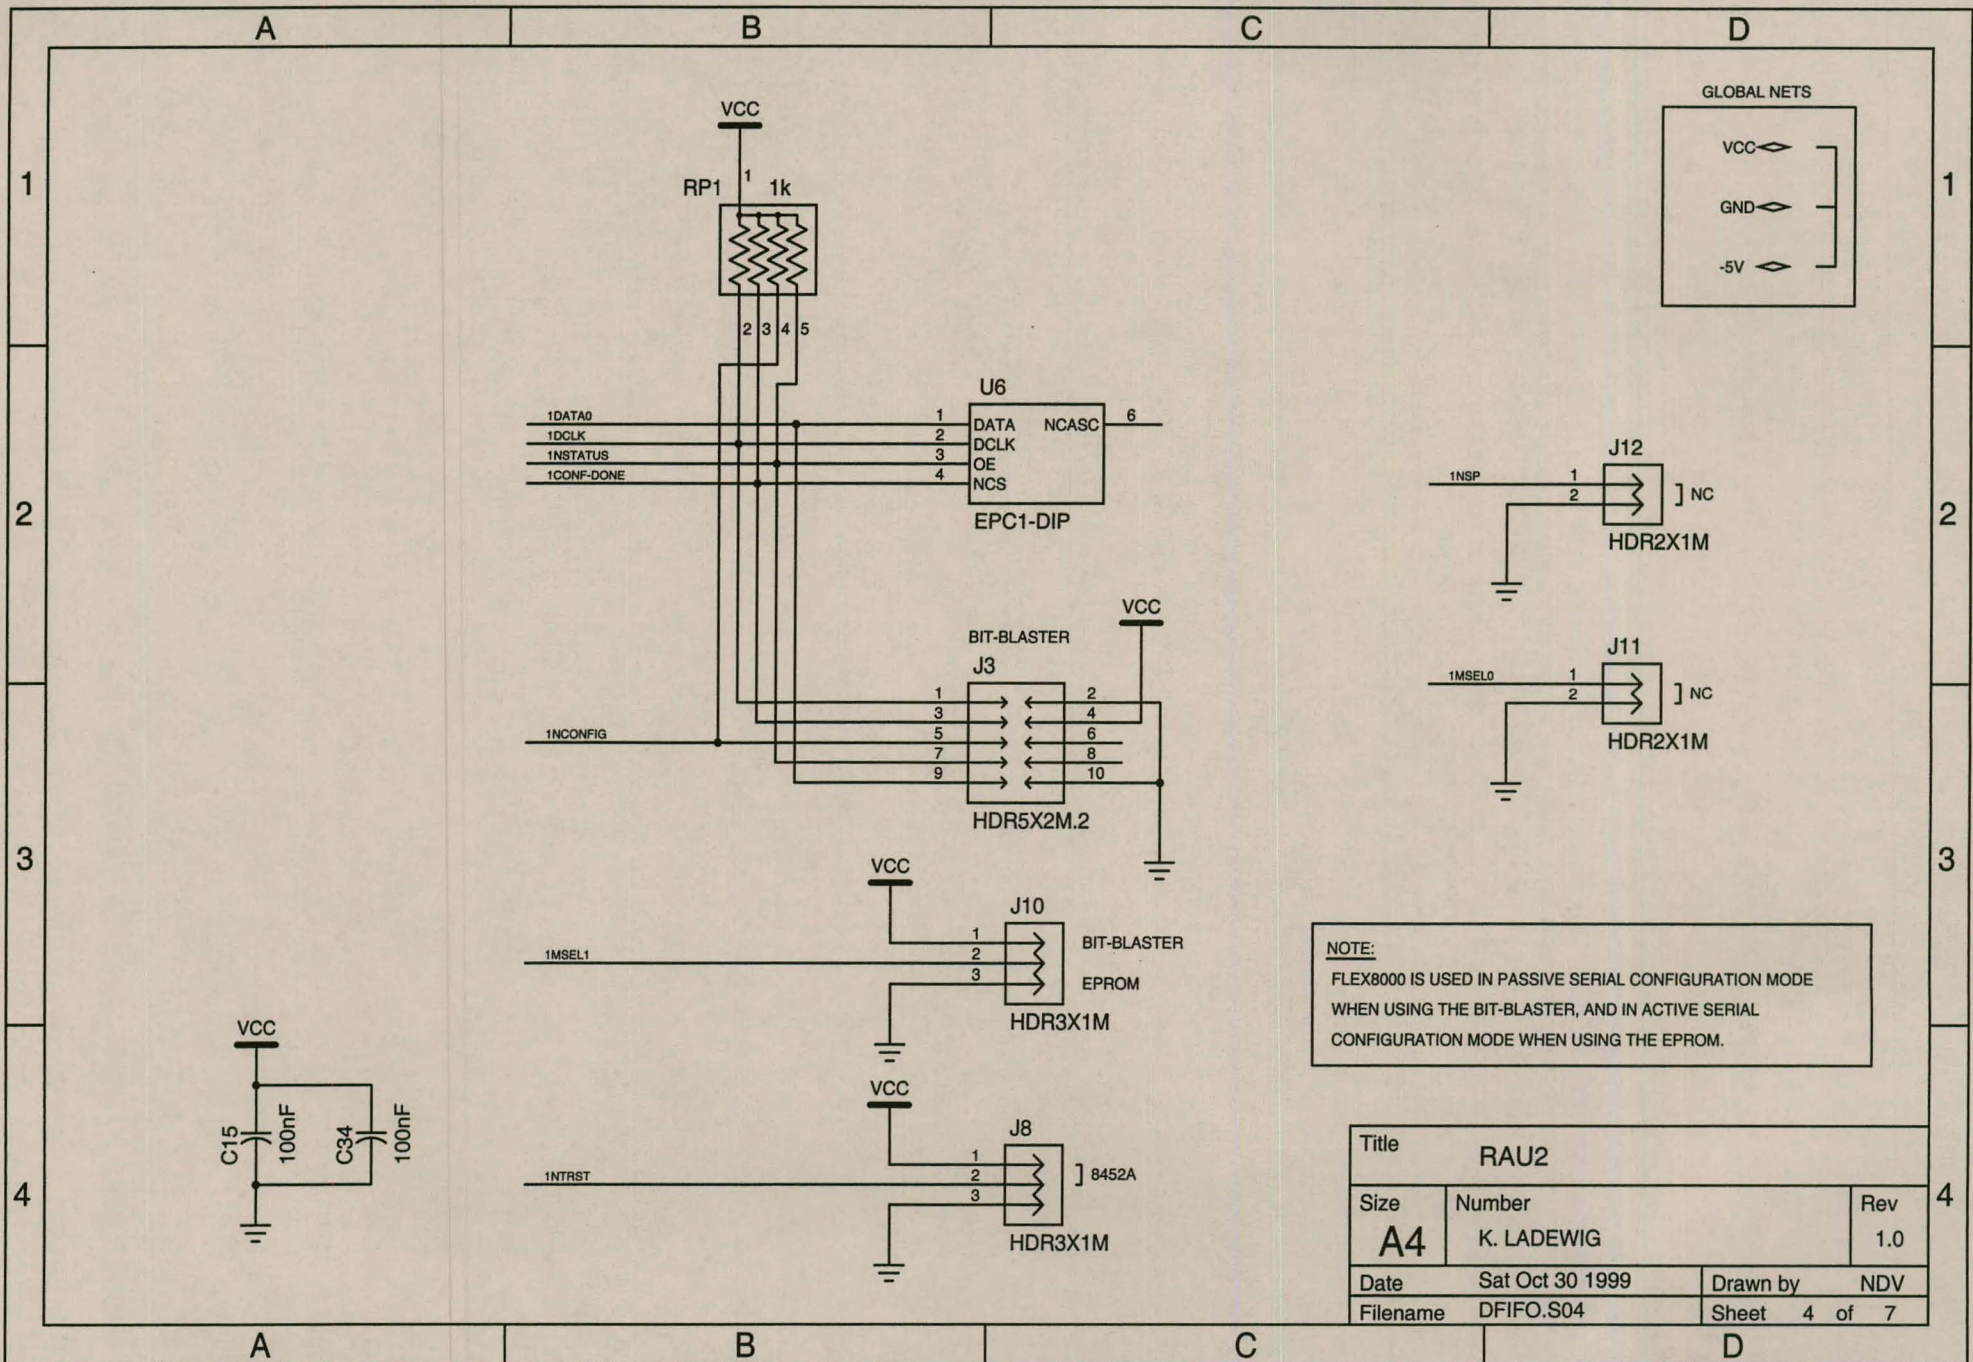 A B C D
GLOBAL NETS
VCC
GND
-5V
VCC
1
RP1 1k
2 3 4 5
1 1
U6
1DATA0 1 DATA NCASC 6
1DCLK 2 DCLK
1NSTATUS 3 OE
1CONF-DONE 4 NCS
EPC1-DIP
J12
1NSP 1
2 NC
HDR2X1M
2 2
VCC
BIT-BLASTER
J3
1 2
3 4
1NCONFIG 5 6
7 8
9 10
HDR5X2M.2
J11
1MSEL0 1
2 NC
HDR2X1M
3 3
VCC
J10
1 BIT-BLASTER
1MSEL1 2
3 EPROM
HDR3X1M
NOTE:
FLEX8000 IS USED IN PASSIVE SERIAL CONFIGURATION MODE
WHEN USING THE BIT-BLASTER, AND IN ACTIVE SERIAL
CONFIGURATION MODE WHEN USING THE EPROM.
VCC
C15 100nF C34 100nF
VCC
J8
1
1NTRST 2 8452A
3
HDR3X1M
4 4
Title RAU2
Size Number Rev
A4 K. LADEWIG 1.0
Date Sat Oct 30 1999 Drawn by NDV
Filename DFIFO.S04 Sheet 4 of 7
A B C D